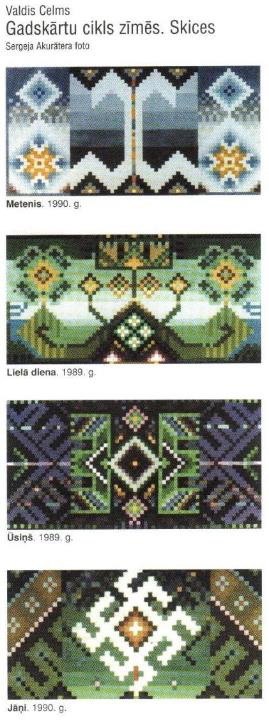 Valdis Celms
Gadskārtu cikls zīmēs. Skices
Sergeja Akurātera foto
Metenis. 1990. g.
Lielā diena. 1989. g.
Ūsiņš. 1989. g.
Jāņi. 1990. g.